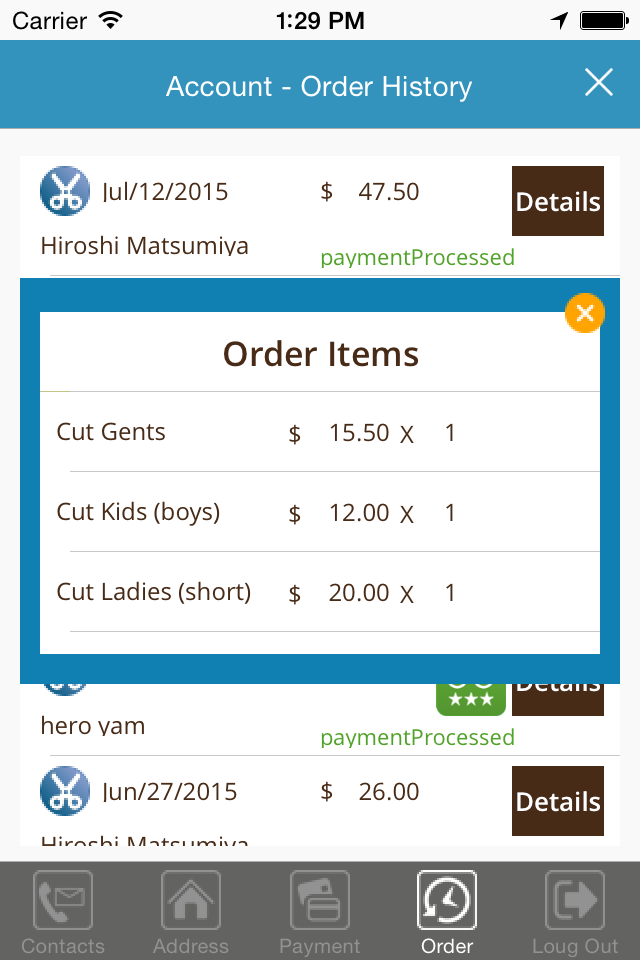 Carrier 1:29 PM
Account - Order History
Jul/12/2015 $ 47.50 Details
Hiroshi Matsumiya paymentProcessed
Order Items
Cut Gents $ 15.50 X 1
Cut Kids (boys) $ 12.00 X 1
Cut Ladies (short) $ 20.00 X 1
Details
hero yam paymentProcessed
Jun/27/2015 $ 26.00 Details
Hiroshi Matsumiya
Contacts Address Payment Order Loug Out